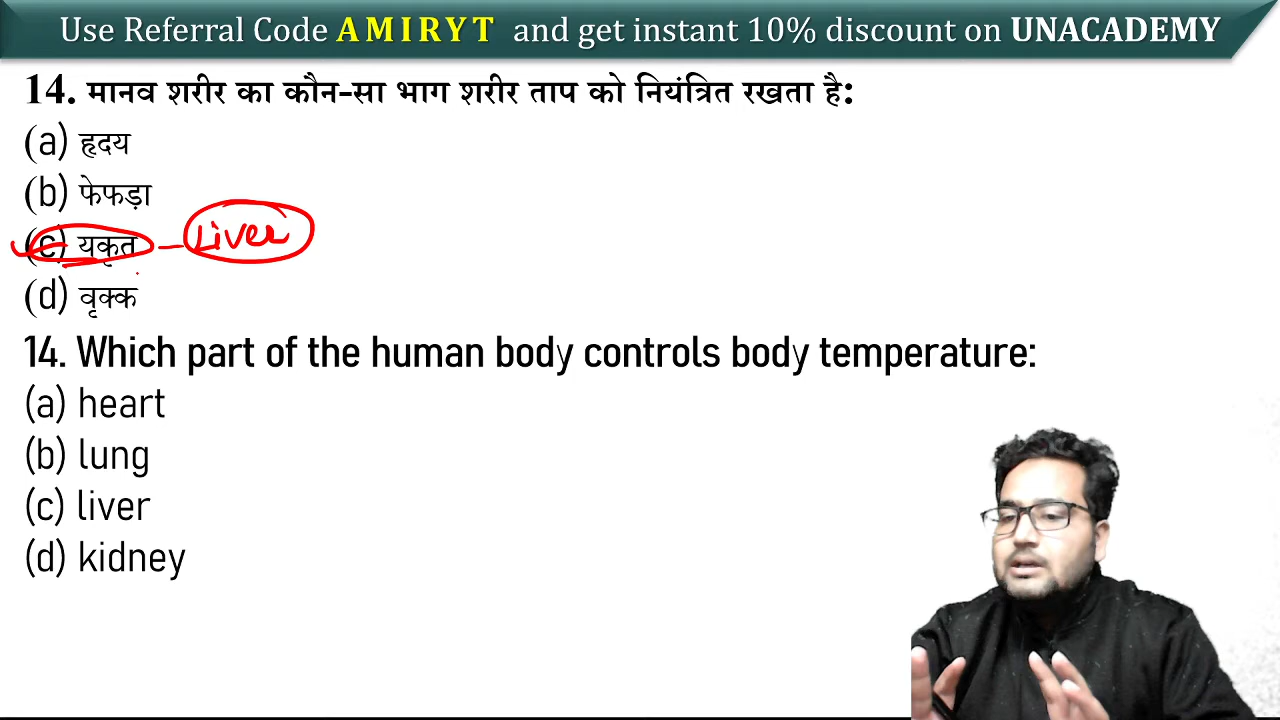 Use Referral Code AMIRYT and get instant 10% discount on UNACADEMY
14. मानव शरीर का कौन-सा भाग शरीर ताप को नियंत्रित रखता है:
(a) हृदय
(b) फेफड़ा
(c) यकृत - Liver
(d) वृक्क
14. Which part of the human body controls body temperature:
(a) heart
(b) lung
(c) liver
(d) kidney